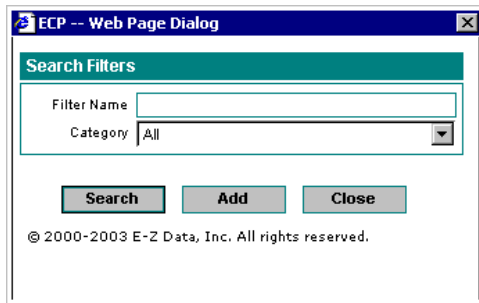 ECP -- Web Page Dialog
Search Filters
Filter Name
Category All
Search Add Close
© 2000-2003 E-Z Data, Inc. All rights reserved.